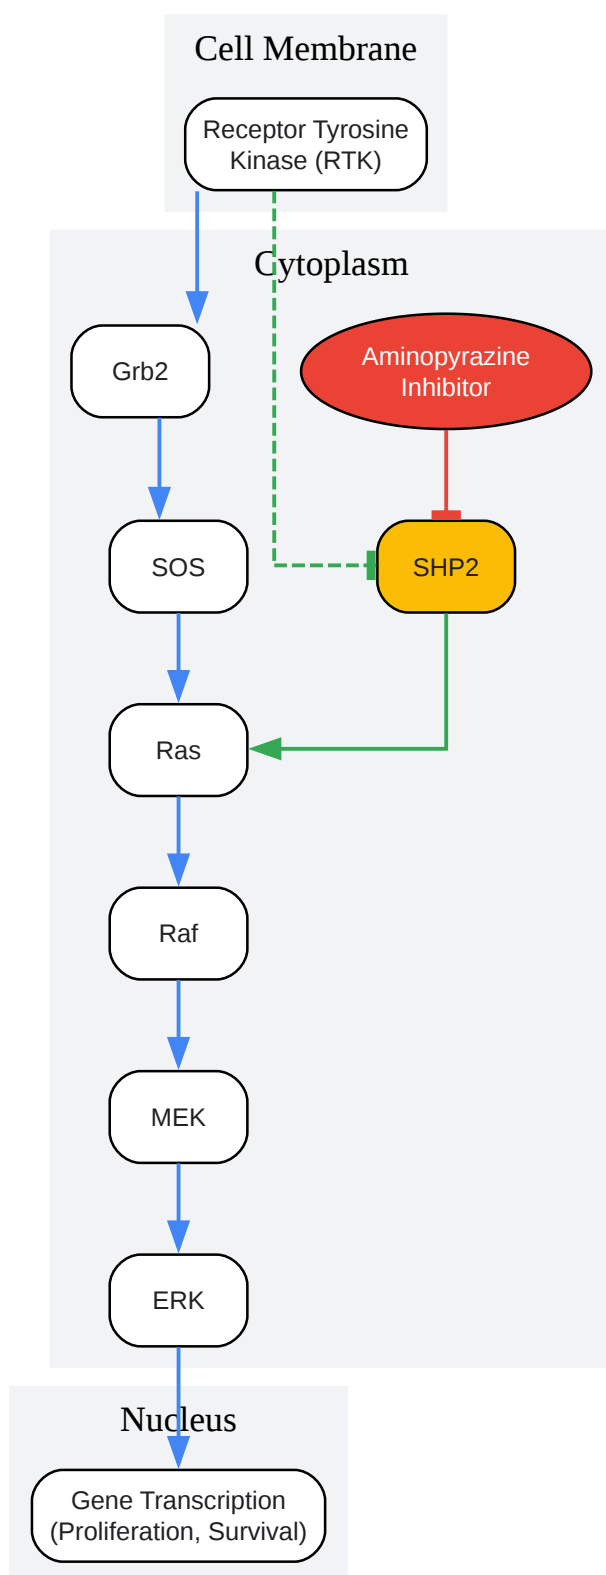 Cell Membrane
Receptor Tyrosine
Kinase (RTK)
Cytoplasm
Grb2
Aminopyrazine
Inhibitor
SOS
SHP2
Ras
Raf
MEK
ERK
Nucleus
Gene Transcription
(Proliferation, Survival)